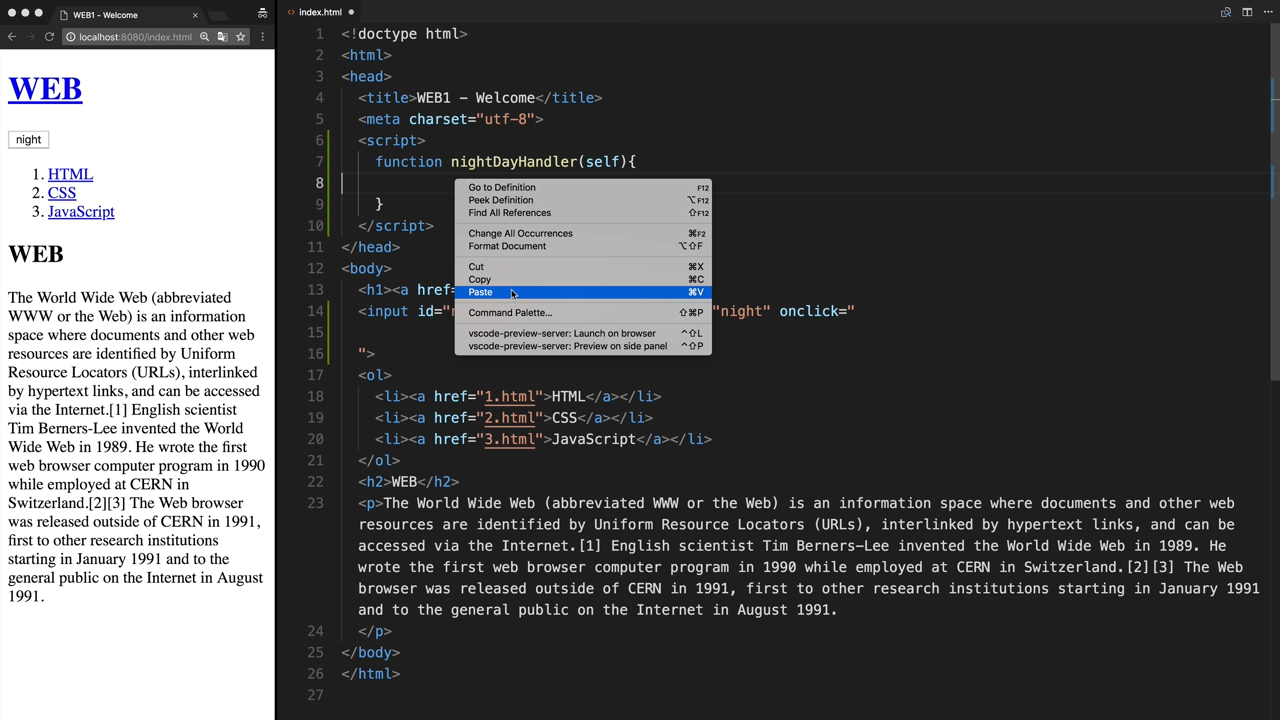 WEB1 - Welcome
localhost:8080/index.html
WEB
night
1. HTML
2. CSS
3. JavaScript
WEB
The World Wide Web (abbreviated
WWW or the Web) is an information
space where documents and other web
resources are identified by Uniform
Resource Locators (URLs), interlinked
by hypertext links, and can be accessed
via the Internet.[1] English scientist
Tim Berners-Lee invented the World
Wide Web in 1989. He wrote the first
web browser computer program in 1990
while employed at CERN in
Switzerland.[2][3] The Web browser
was released outside of CERN in 1991,
first to other research institutions
starting in January 1991 and to the
general public on the Internet in August
1991.
index.html
1 <!doctype html>
2 <html>
3 <head>
4 <title>WEB1 - Welcome</title>
5 <meta charset="utf-8">
6 <script>
7 function nightDayHandler(self){
8
9 }
10 </script>
11 </head>
12 <body>
13 <h1><a href=
14 <input id="n "night" onclick="
15
16 ">
17 <ol>
18 <li><a href="1.html">HTML</a></li>
19 <li><a href="2.html">CSS</a></li>
20 <li><a href="3.html">JavaScript</a></li>
21 </ol>
22 <h2>WEB</h2>
23 <p>The World Wide Web (abbreviated WWW or the Web) is an information space where documents and other web
resources are identified by Uniform Resource Locators (URLs), interlinked by hypertext links, and can be
accessed via the Internet.[1] English scientist Tim Berners-Lee invented the World Wide Web in 1989. He
wrote the first web browser computer program in 1990 while employed at CERN in Switzerland.[2][3] The Web
browser was released outside of CERN in 1991, first to other research institutions starting in January 1991
and to the general public on the Internet in August 1991.
24 </p>
25 </body>
26 </html>
27
Go to Definition F12
Peek Definition ⌥F12
Find All References ⇧F12
Change All Occurrences ⌘F2
Format Document ⌥⇧F
Cut ⌘X
Copy ⌘C
Paste ⌘V
Command Palette... ⇧⌘P
vscode-preview-server: Launch on browser ^⇧L
vscode-preview-server: Preview on side panel ^⇧P